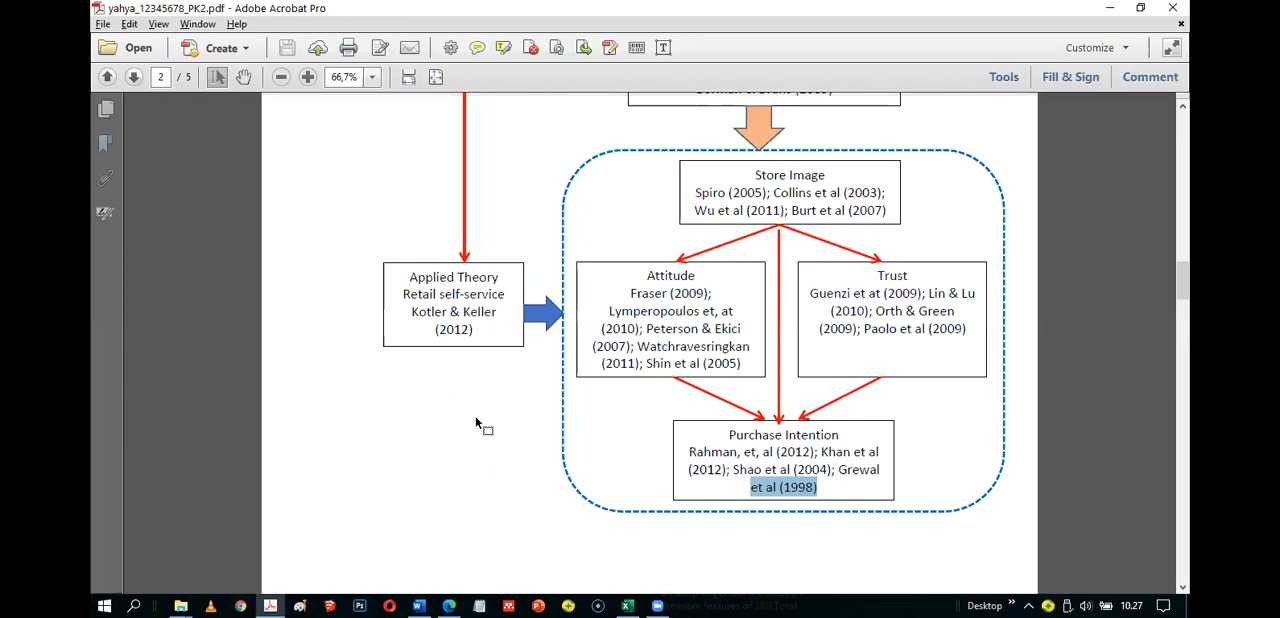 yahya_12345678_PK2.pdf - Adobe Acrobat Pro
File Edit View Window Help
Open Create Customize
2 / 5 66,7% Tools Fill & Sign Comment
Store Image
Spiro (2005); Collins et al (2003);
Wu et al (2011); Burt et al (2007)
Applied Theory
Retail self-service
Kotler & Keller
(2012)
Attitude
Fraser (2009);
Lymperopoulos et, at
(2010); Peterson & Ekici
(2007); Watchravesringkan
(2011); Shin et al (2005)
Trust
Guenzi et at (2009); Lin & Lu
(2010); Orth & Green
(2009); Paolo et al (2009)
Purchase Intention
Rahman, et, al (2012); Khan et al
(2012); Shao et al (2004); Grewal
et al (1998)
Desktop 10.27